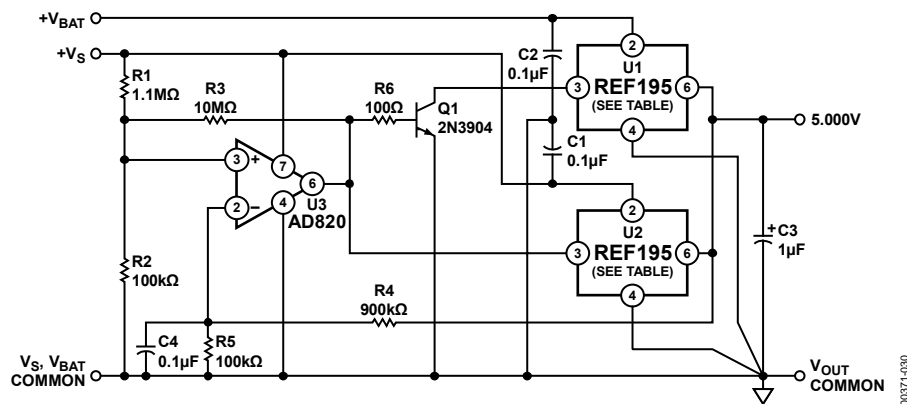 +VBAT
+VS
R1
1.1MΩ
R3
10MΩ
R6
100Ω
Q1
2N3904
C2
0.1µF
2
U1
REF195
(SEE TABLE)
3
6
4
5.000V
C1
0.1µF
3
+
7
6
2
–
4
U3
AD820
2
U2
REF195
(SEE TABLE)
3
6
4
+
C3
1µF
R2
100kΩ
R4
900kΩ
C4
0.1µF
R5
100kΩ
VS, VBAT
COMMON
VOUT
COMMON
00371-030